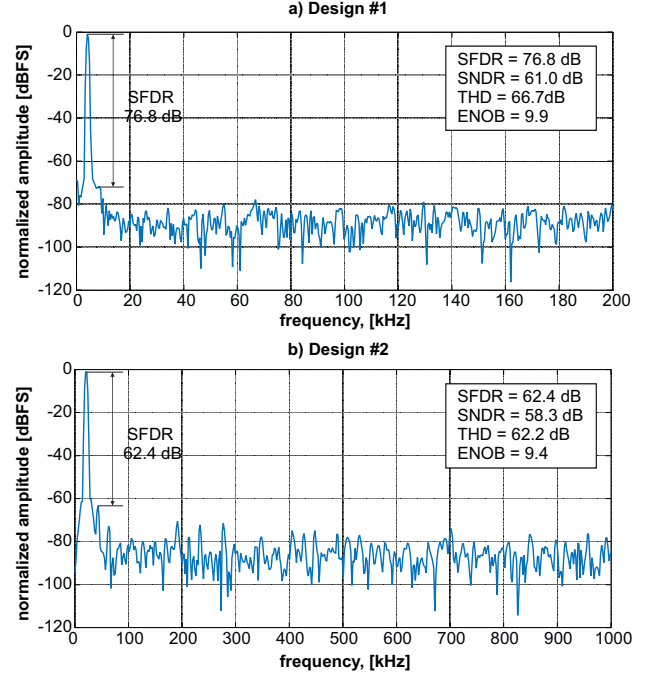 a) Design #1
normalized amplitude [dBFS]
0
-20
-40
-60
-80
-100
-120
SFDR
76.8 dB
SFDR = 76.8 dB
SNDR = 61.0 dB
THD = 66.7dB
ENOB = 9.9
0 20 40 60 80 100 120 140 160 180 200
frequency, [kHz]
b) Design #2
normalized amplitude [dBFS]
0
-20
-40
-60
-80
-100
-120
SFDR
62.4 dB
SFDR = 62.4 dB
SNDR = 58.3 dB
THD = 62.2 dB
ENOB = 9.4
0 100 200 300 400 500 600 700 800 900 1000
frequency, [kHz]